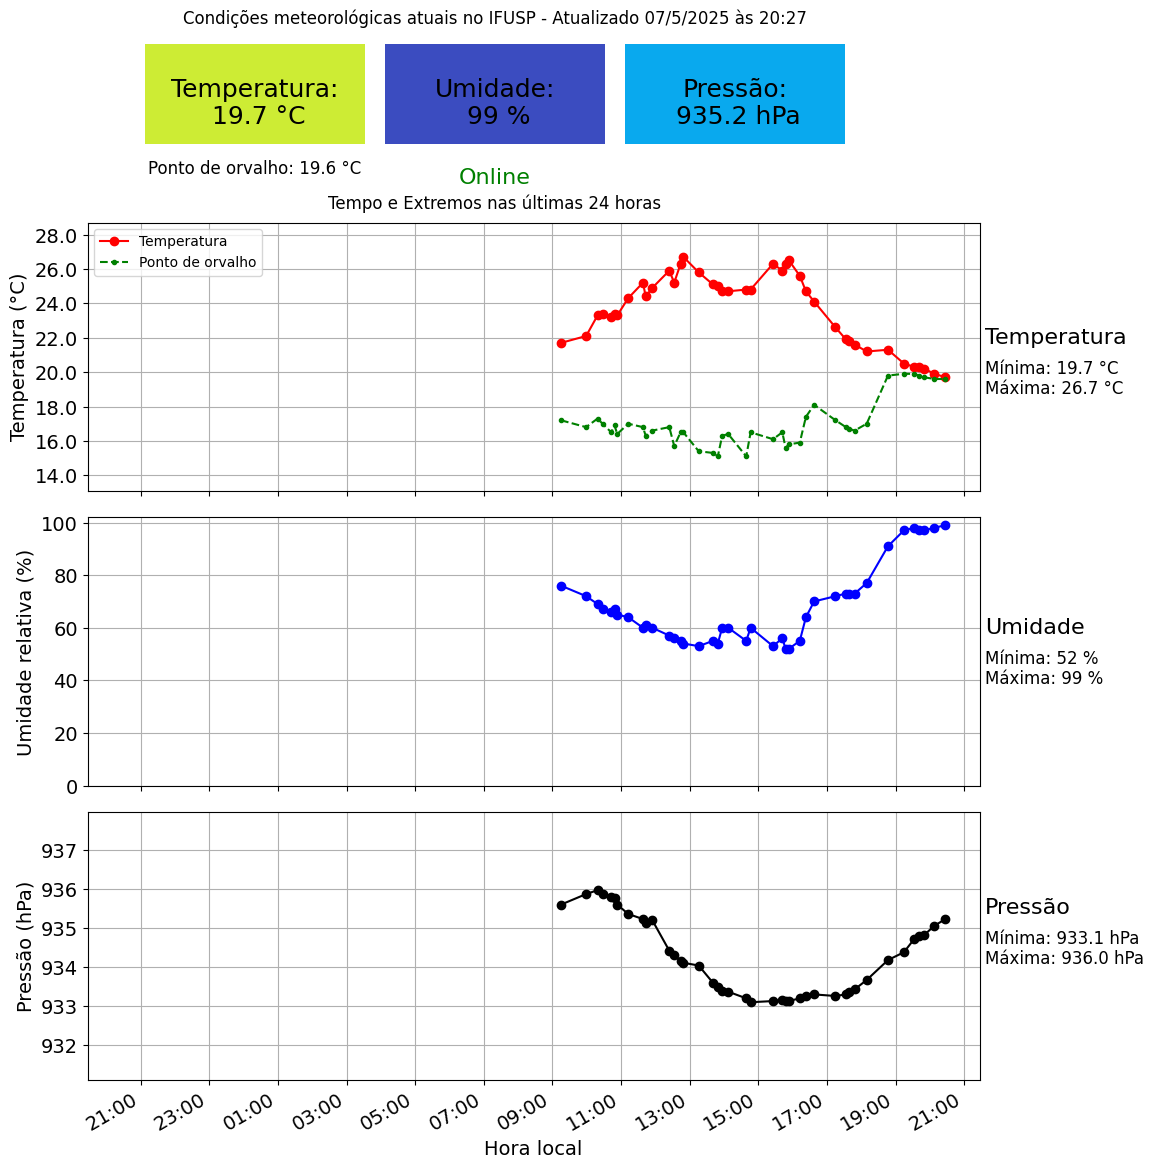 Condições meteorológicas atuais no IFUSP - Atualizado 07/5/2025 às 20:27
Temperatura:
19.7 °C
Umidade:
99 %
Pressão:
935.2 hPa
Ponto de orvalho: 19.6 °C
Online
Tempo e Extremos nas últimas 24 horas
Temperatura (°C)
28.0
26.0
24.0
22.0
20.0
18.0
16.0
14.0
Temperatura
Ponto de orvalho
Temperatura
Mínima: 19.7 °C
Máxima: 26.7 °C
Umidade relativa (%)
100
80
60
40
20
0
Umidade
Mínima: 52 %
Máxima: 99 %
Pressão (hPa)
937
936
935
934
933
932
Pressão
Mínima: 933.1 hPa
Máxima: 936.0 hPa
21:00 23:00 01:00 03:00 05:00 07:00 09:00 11:00 13:00 15:00 17:00 19:00 21:00
Hora local